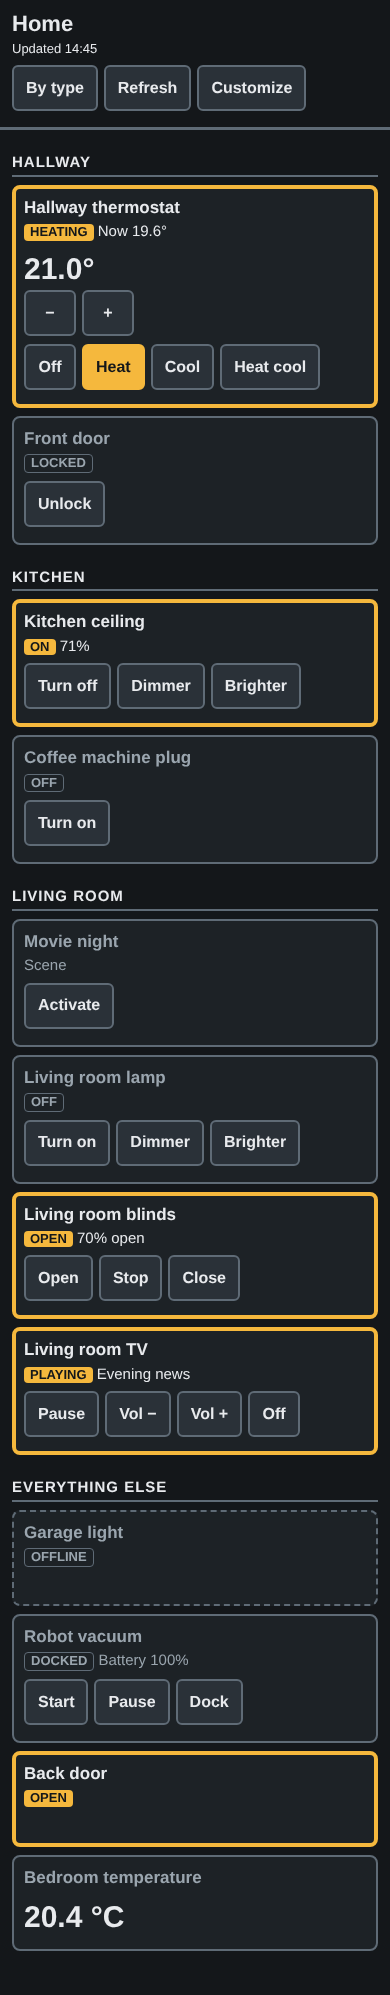 Home
Updated 14:45
By type Refresh Customize
HALLWAY
Hallway thermostat
HEATING Now 19.6°
21.0°
− +
Off Heat Cool Heat cool
Front door
LOCKED
Unlock
KITCHEN
Kitchen ceiling
ON 71%
Turn off Dimmer Brighter
Coffee machine plug
OFF
Turn on
LIVING ROOM
Movie night
Scene
Activate
Living room lamp
OFF
Turn on Dimmer Brighter
Living room blinds
OPEN 70% open
Open Stop Close
Living room TV
PLAYING Evening news
Pause Vol − Vol + Off
EVERYTHING ELSE
Garage light
OFFLINE
Robot vacuum
DOCKED Battery 100%
Start Pause Dock
Back door
OPEN
Bedroom temperature
20.4 °C